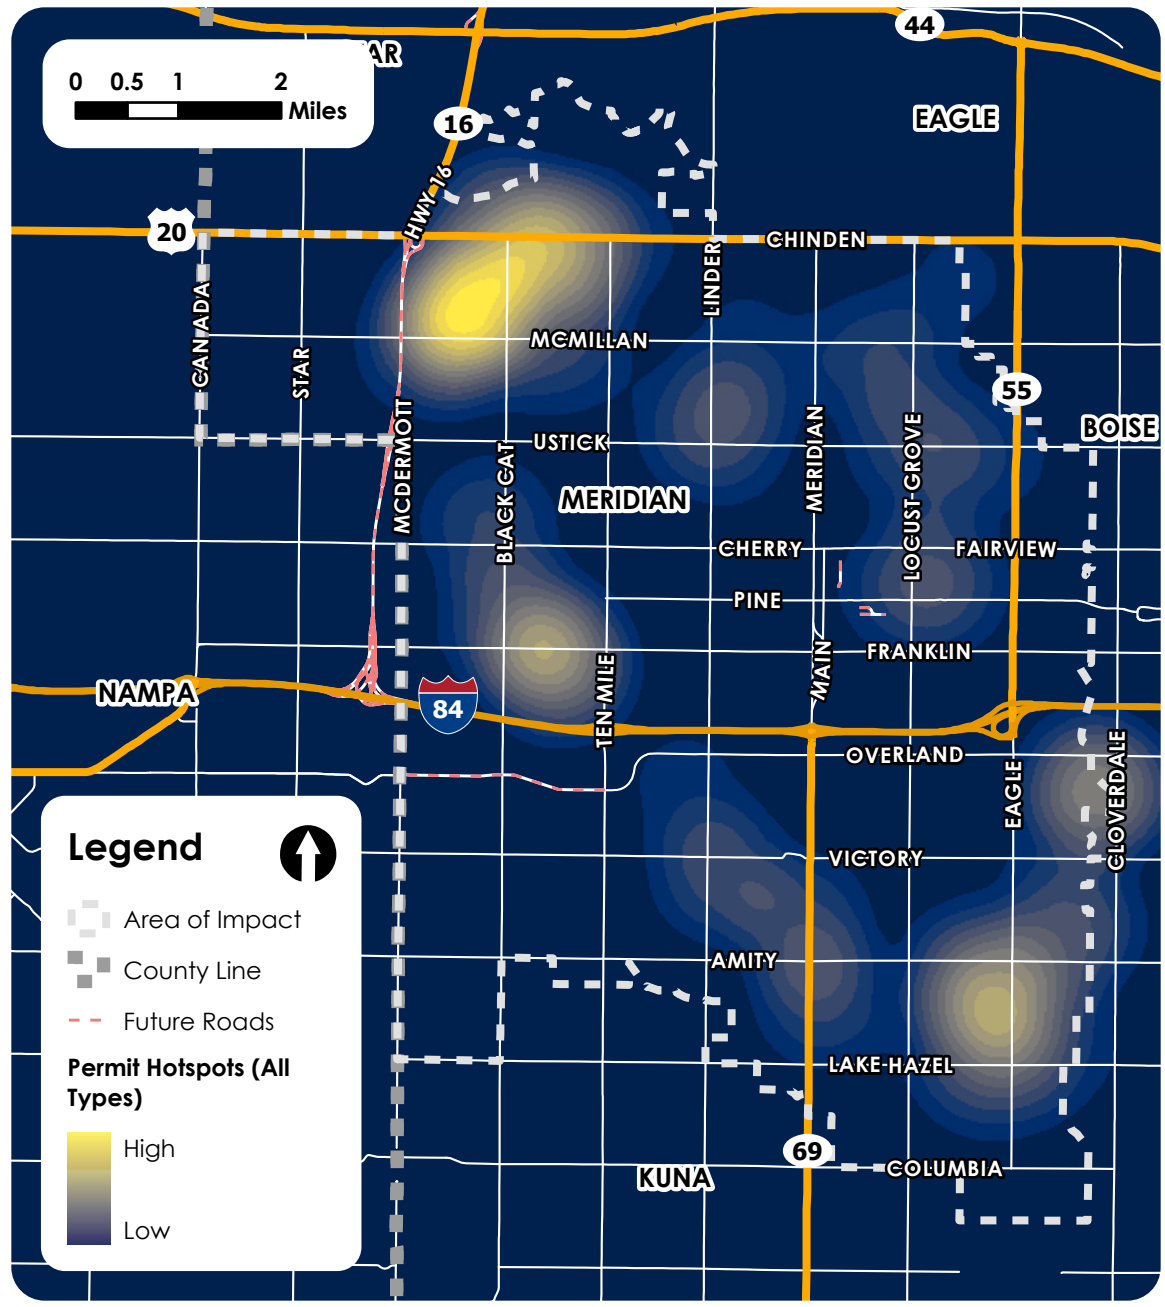 44
AR
0 0.5 1 2
Miles
EAGLE
16
HWY 16
20
CHINDEN
LINDER
CANADA
STAR
MCMILLAN
55
BOISE
MCDERMOTT
USTICK
BLACK CAT
MERIDIAN
MERIDIAN
LOCUST GROVE
CHERRY
FAIRVIEW
PINE
MAIN
FRANKLIN
TEN MILE
NAMPA
84
OVERLAND
EAGLE
CLOVERDALE
VICTORY
AMITY
LAKE HAZEL
69
COLUMBIA
KUNA
Legend
Area of Impact
County Line
Future Roads
Permit Hotspots (All
Types)
High
Low